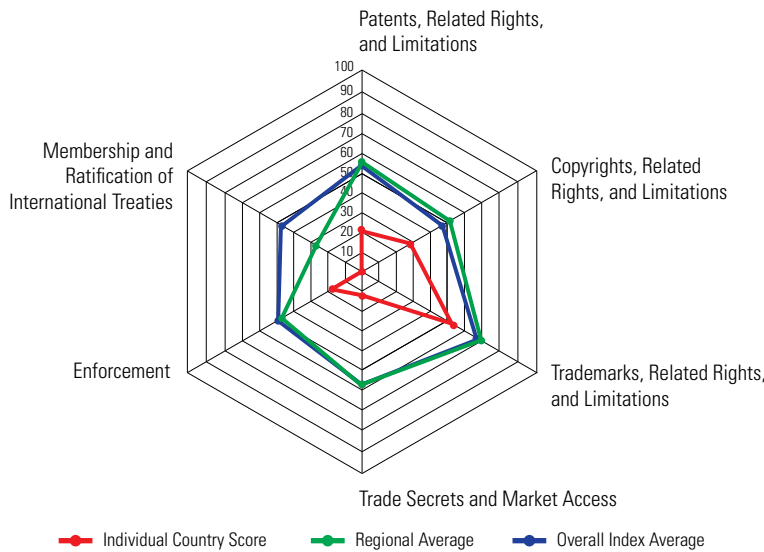 Patents, Related Rights,
and Limitations
100
90
80
70
60
50
40
30
20
10
0
Membership and
Ratification of
International Treaties
Copyrights, Related
Rights, and Limitations
Enforcement
Trademarks, Related Rights,
and Limitations
Trade Secrets and Market Access
Individual Country Score
Regional Average
Overall Index Average